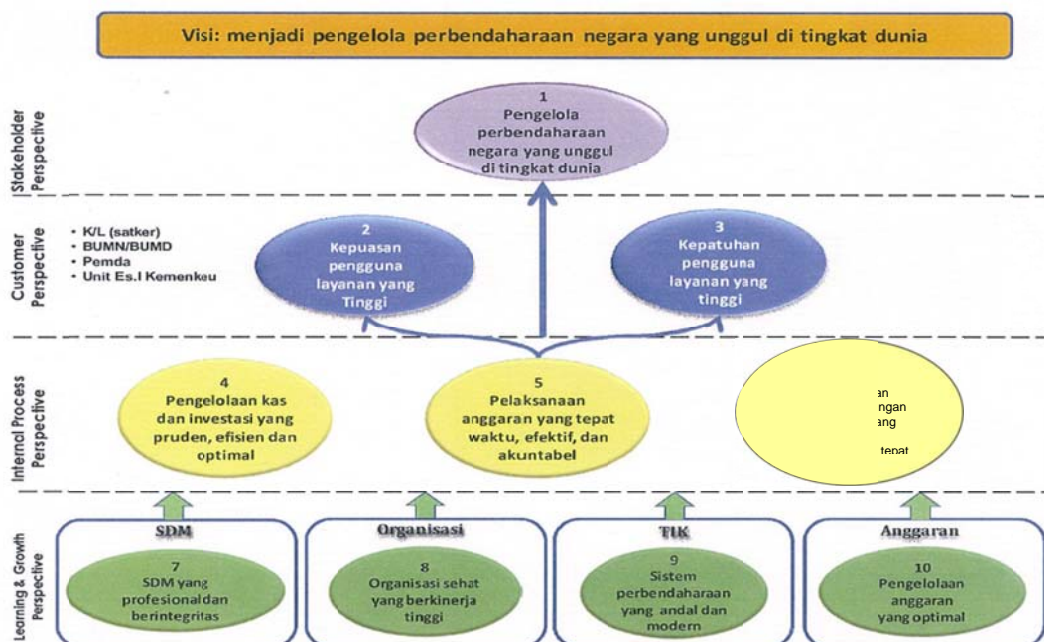 Visi: menjadi pengelola perbendaharaan negara yang unggul di tingkat dunia
Stakeholder
Perspective
1
Pengelola
perbendaharaan
negara yang unggul
di tingkat dunia
Customer
Perspective
• K/L (satker)
• BUMN/BUMD
• Pemda
• Unit Es.I Kemenkeu
2
Kepuasan
pengguna
layanan yang
Tinggi
3
Kepatuhan
pengguna
layanan yang
tinggi
Internal Process
Perspective
4
Pengelolaan kas
dan investasi yang
pruden, efisien dan
optimal
5
Pelaksanaan
anggaran yang tepat
waktu, efektif, dan
akuntabel
tepat
Learning & Growth
Perspective
SDM
7
SDM yang
profesionaldan
berintegritas
Organisasi
8
Organisasi sehat
yang berkinerja
tinggi
TIK
9
Sistem
perbendaharaan
yang andal dan
modern
Anggaran
10
Pengelolaan
anggaran
yang optimal